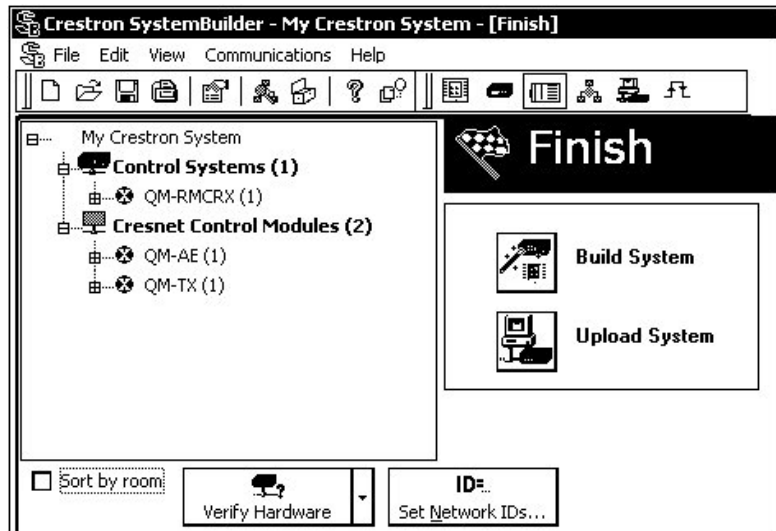 Crestron SystemBuilder - My Crestron System - [Finish]
File Edit View Communications Help
My Crestron System
Control Systems (1)
QM-RMCRX (1)
Cresnet Control Modules (2)
QM-AE (1)
QM-TX (1)
Finish
Build System
Upload System
Sort by room
Verify Hardware
ID=
Set Network IDs...